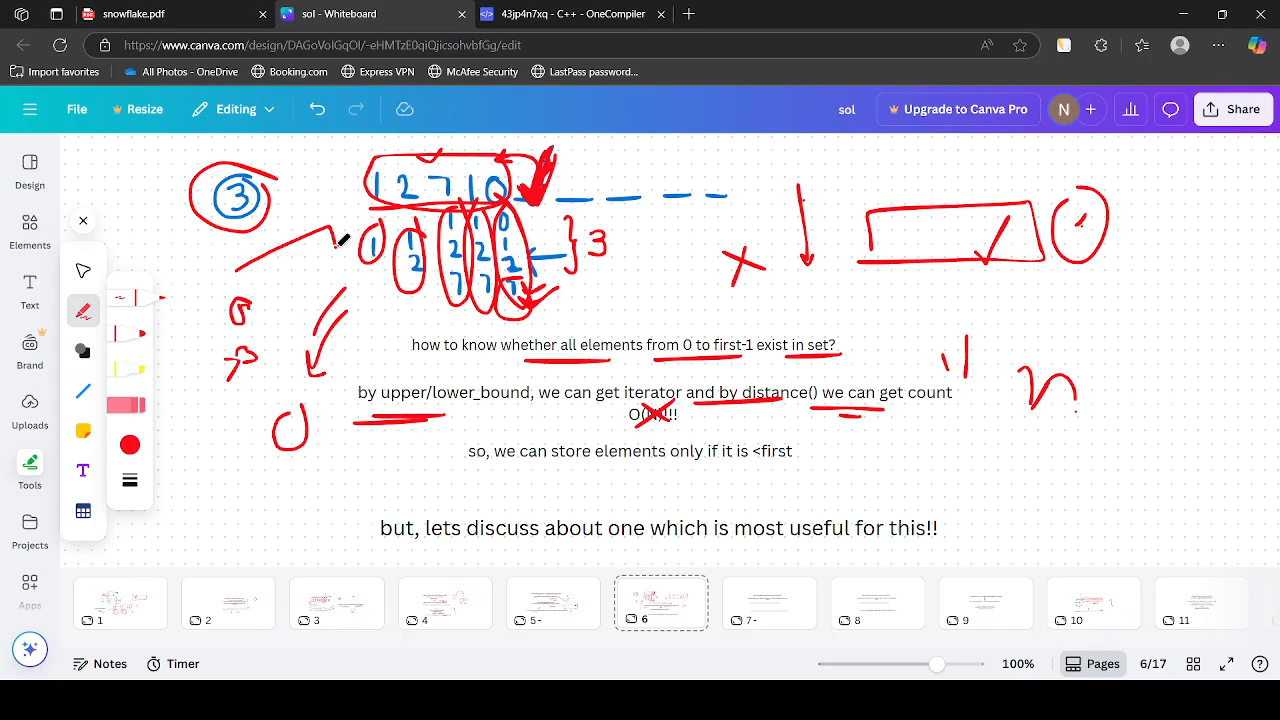 snowflake.pdf
sol - Whiteboard
43jp4n7xq - C++ - OneCompiler
https://www.canva.com/design/DAGoVoIGqOI/-eHMTzE0qiQjicsohvbfGg/edit
Import favorites
All Photos - OneDrive
Booking.com
Express VPN
McAfee Security
LastPass password...
File
Resize
Editing
sol
N
Upgrade to Canva Pro
Share
Design
Elements
Brand
Uploads
Tools
Projects
Apps
3
1 2 7 1 0
1 1 1 1 0
2 2 2 1
7 7 2
7
3
how to know whether all elements from 0 to first-1 exist in set?
by upper/lower_bound, we can get iterator and by distance() we can get count
!!!
so, we can store elements only if it is <first
n
0
but, lets discuss about one which is most useful for this!!
1
2
3
4
5-
6
7-
8
9
10
11
Notes
Timer
100%
Pages
6/17